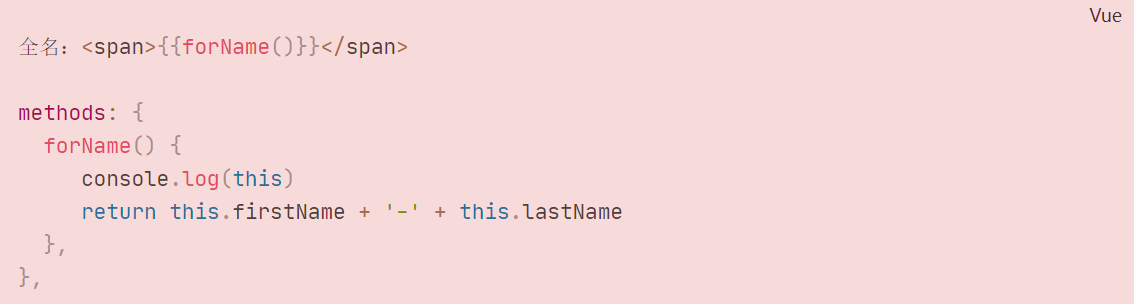 Vue
全名：<span>{{forName()}}</span>
methods: {
  forName() {
     console.log(this)
     return this.firstName + '-' + this.lastName
  },
},